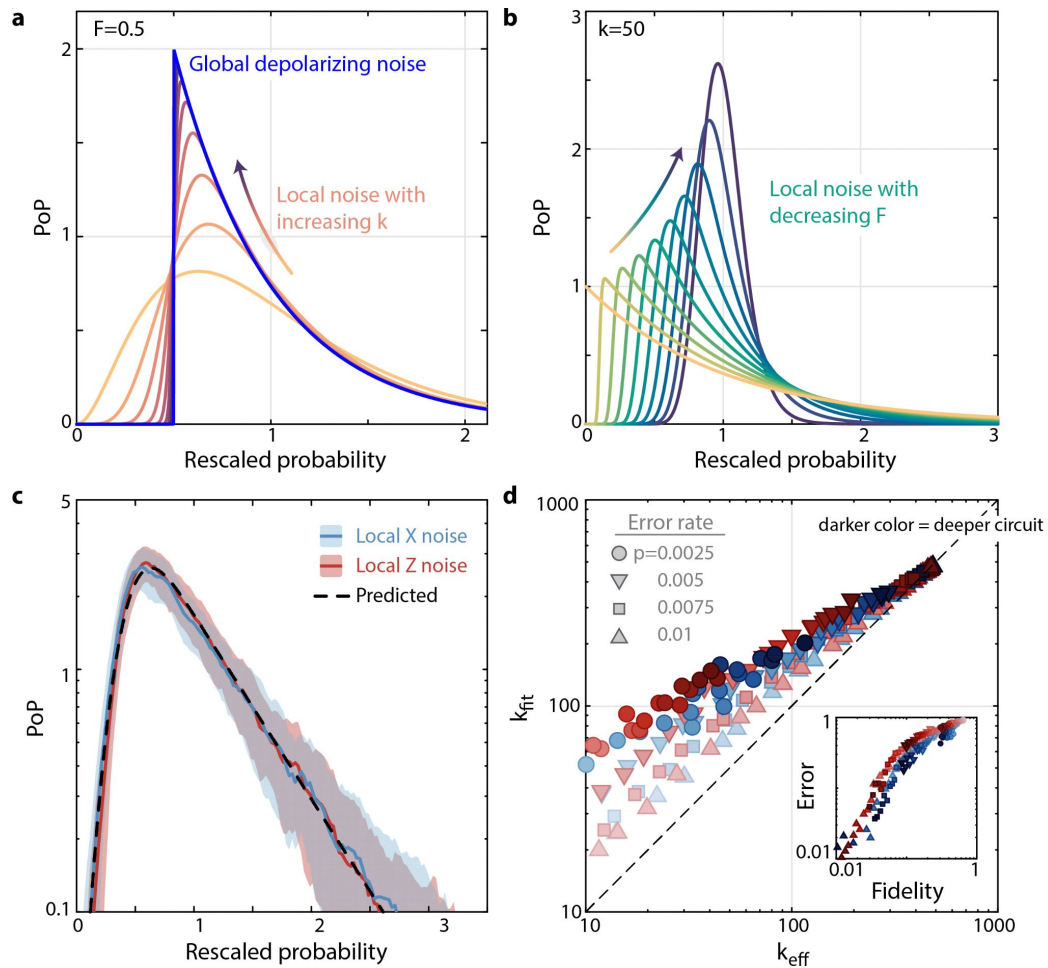 a
F=0.5
2
Global depolarizing noise
Local noise with
increasing k
1
PoP
0
0
1
2
Rescaled probability
b
3
k=50
2
Local noise with
decreasing F
PoP
1
0
0
1
2
3
Rescaled probability
c
5
Local X noise
Local Z noise
Predicted
1
PoP
0.1
0
1
2
3
Rescaled probability
d
1000
darker color = deeper circuit
Error rate
p=0.0025
0.005
0.0075
0.01
kfit
100
10
10
100
1000
keff
1
Error
0.01
0.01
1
Fidelity